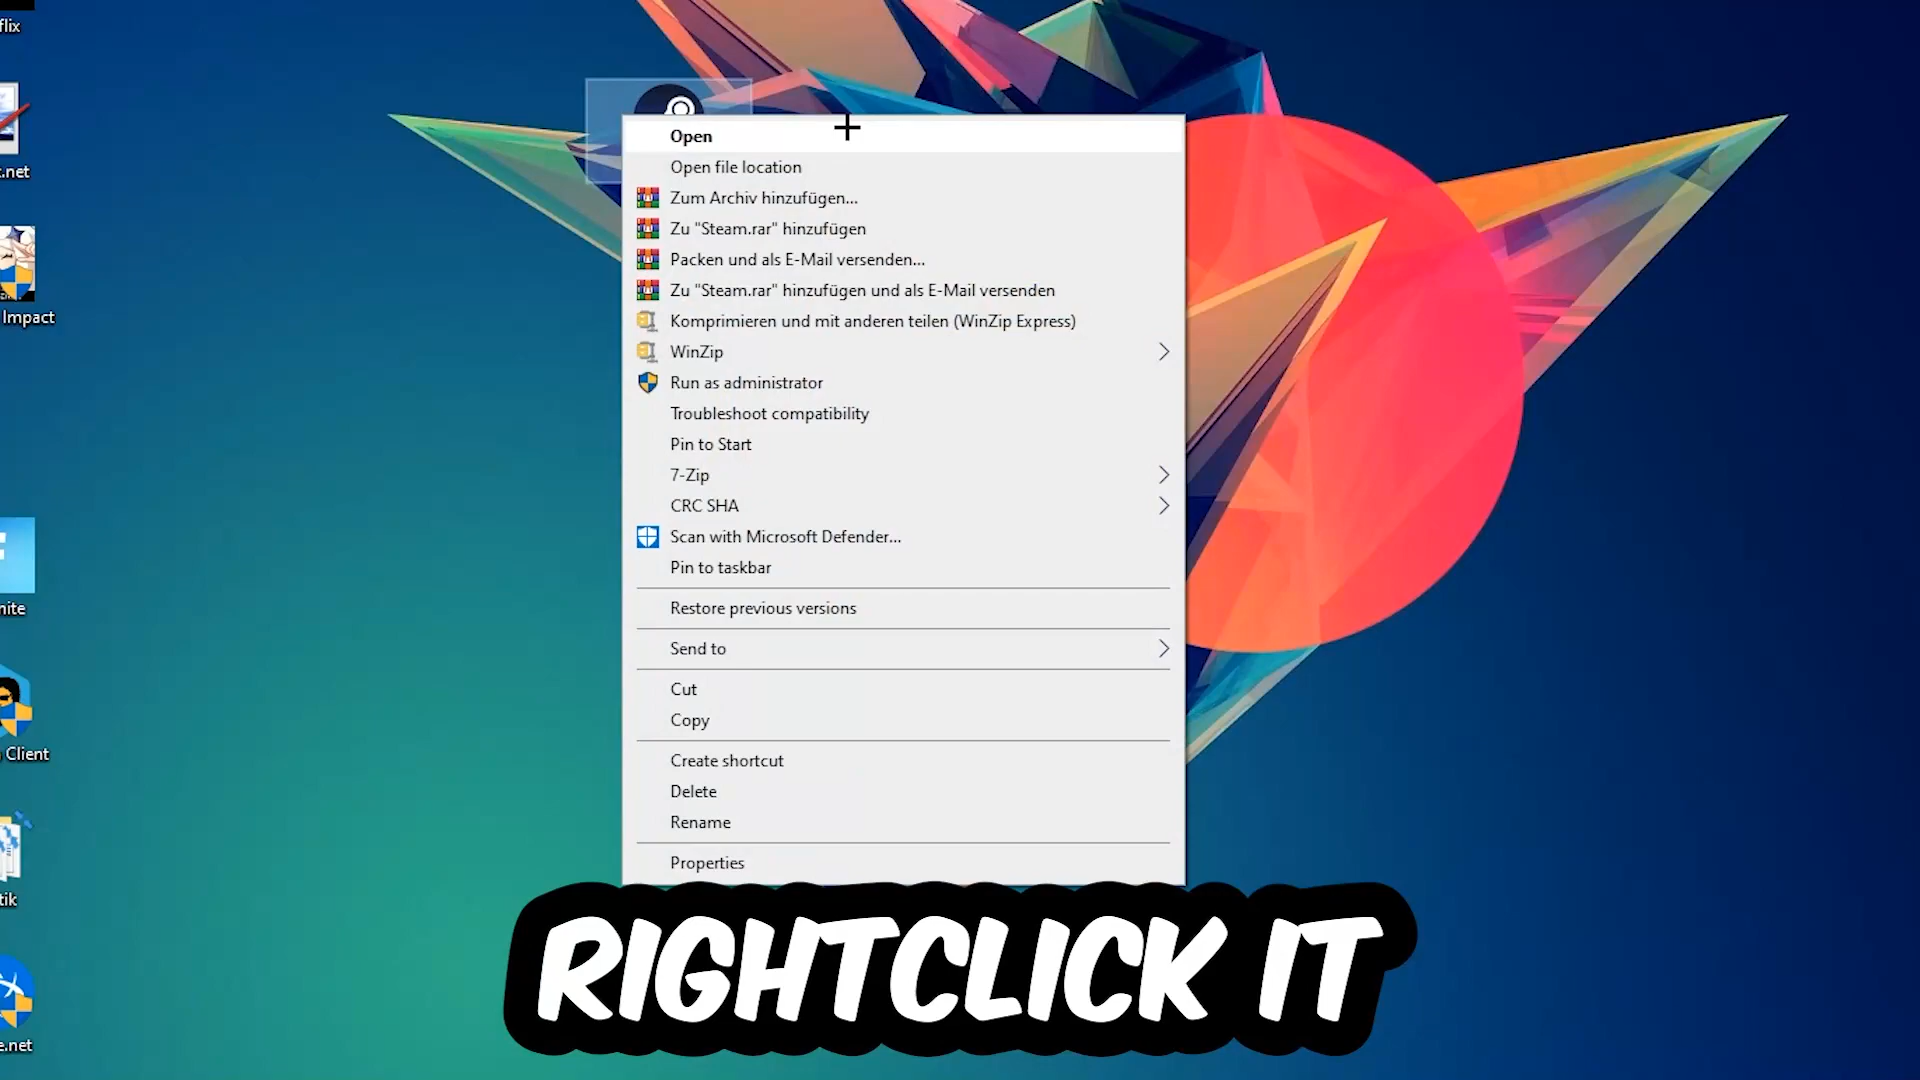 flix
t.net
Impact
nite
Client
tik
e.net
Open
Open file location
Zum Archiv hinzufügen...
Zu "Steam.rar" hinzufügen
Packen und als E-Mail versenden...
Zu "Steam.rar" hinzufügen und als E-Mail versenden
Komprimieren und mit anderen teilen (WinZip Express)
WinZip
Run as administrator
Troubleshoot compatibility
Pin to Start
7-Zip
CRC SHA
Scan with Microsoft Defender...
Pin to taskbar
Restore previous versions
Send to
Cut
Copy
Create shortcut
Delete
Rename
Properties
RIGHTCLICK IT